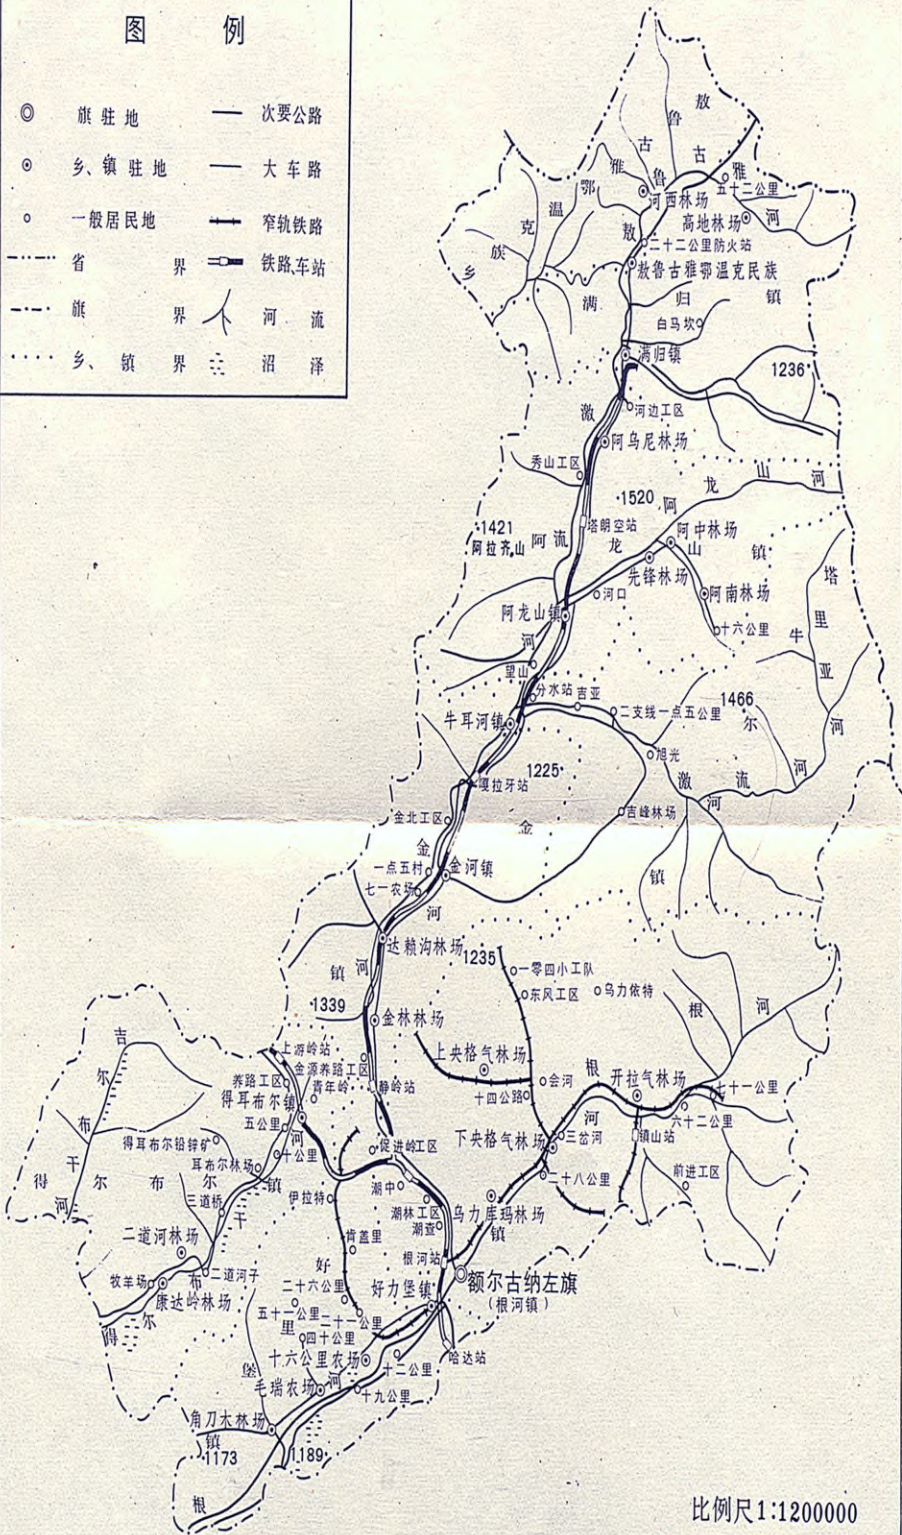 图 例
旗驻地
次要公路
乡、镇驻地
大车路
一般居民地
窄轨铁路
省 界
铁路、车站
旗 界
河 流
乡、镇 界
沼 泽
敖鲁古雅河
敖鲁古雅鄂温克族乡
五十二公里
河西林场
高地林场
二十二公里防火站
敖鲁古雅鄂温克民族
满归镇
白马坎
满归镇
1236
河边工区
激流河
阿乌尼林场
秀山工区
阿龙山河
1520
1421
阿拉齐山
塔朗空站
阿龙山镇
阿中林场
先锋林场
阿南林场
河口
阿龙山镇
十六公里
塔里亚河
望山
分水站
吉亚
二支线一点五公里
1466
牛耳河镇
牛尔河镇
旭光
1225
嘎拉牙站
激流河
吉峰林场
金北工区
金河镇
一点五村
金河镇
七一农场
达赖沟林场
1235
一零四小工队
东风工区
乌力依特
根河
1339
金林林场
上游岭站
金源养路工区
上央格气林场
养路工区
青年岭
静岭站
会河
开拉气林场
七十一公里
得耳布尔镇
十四公路
六十二公里
五公里
促进岭工区
下央格气林场
三岔河
镇山站
得耳布尔铅锌矿
十公里
耳布尔林场
二十八公里
前进工区
潮中
伊拉特
三道桥
潮林工区
乌力库玛林场
潮查
二道河林场
肯盖里
根河站
额尔古纳左旗
(根河镇)
牧羊场
二道河子
二十六公里
好力堡镇
康达岭林场
五十一公里
二十一公里
四十公里
十六公里农场
十二公里
哈达站
毛瑞农场
十九公里
好里堡镇
角刀木林场
1173
1189
吉尔布干河
得尔布尔镇
得尔布干河
根河
根河镇
比例尺1:1200000